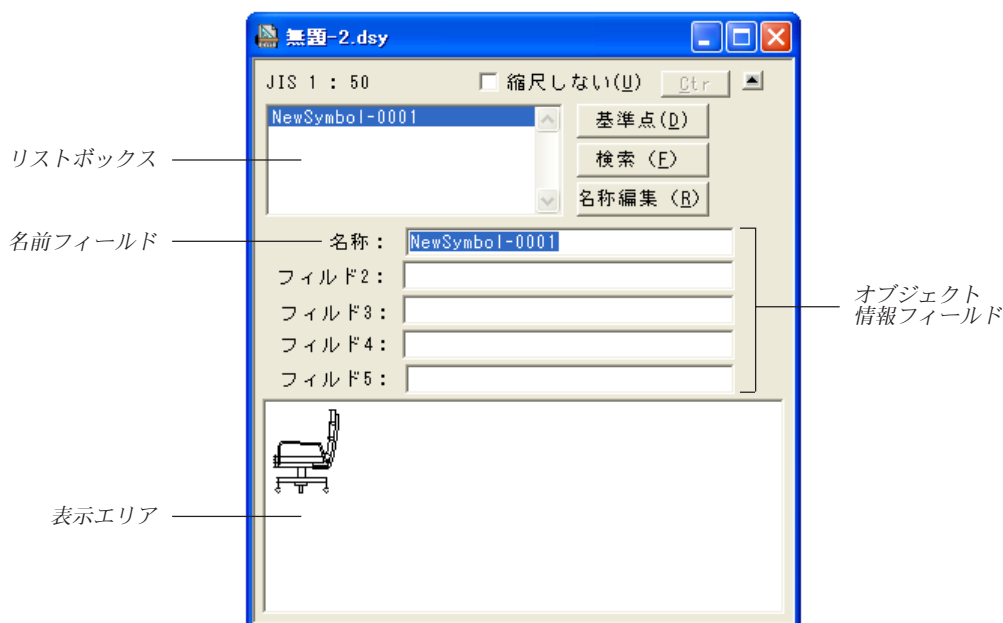 無題-2.dsy
JIS 1 : 50
縮尺しない(U)
Ctr
NewSymbol-0001
基準点(D)
検索 (F)
名称編集 (R)
リストボックス
名前フィールド
名称:
NewSymbol-0001
フィルド2:
フィルド3:
フィルド4:
フィルド5:
オブジェクト
情報フィールド
表示エリア